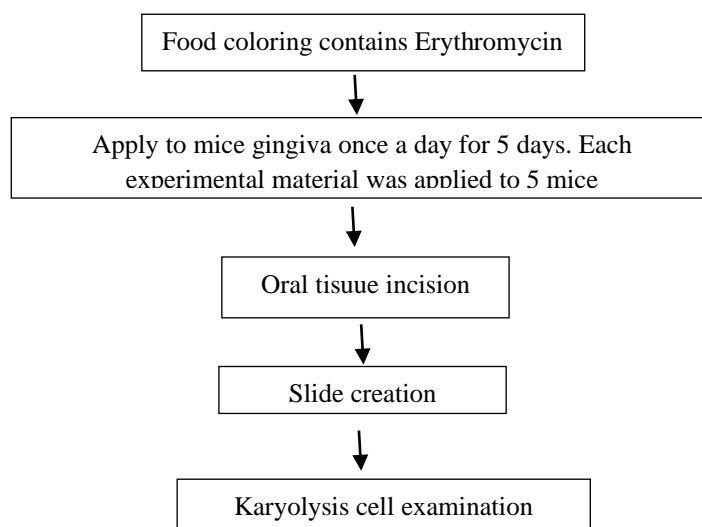 Food coloring contains Erythromycin
Apply to mice gingiva once a day for 5 days. Each
experimental material was applied to 5 mice
Oral tisuue incision
Slide creation
Karyolysis cell examination